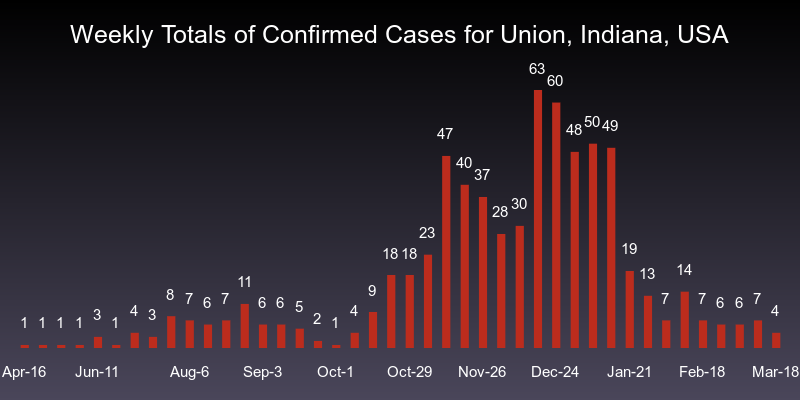 Weekly Totals of Confirmed Cases for Union, Indiana, USA
1 1 1 1 3 1 4 3 8 7 6 7 11 6 6 5 2 1 4 9 18 18 23 47 40 37 28 30 63 60 48 50 49 19 13 7 14 7 6 6 7 4
Apr-16 Jun-11 Aug-6 Sep-3 Oct-1 Oct-29 Nov-26 Dec-24 Jan-21 Feb-18 Mar-18